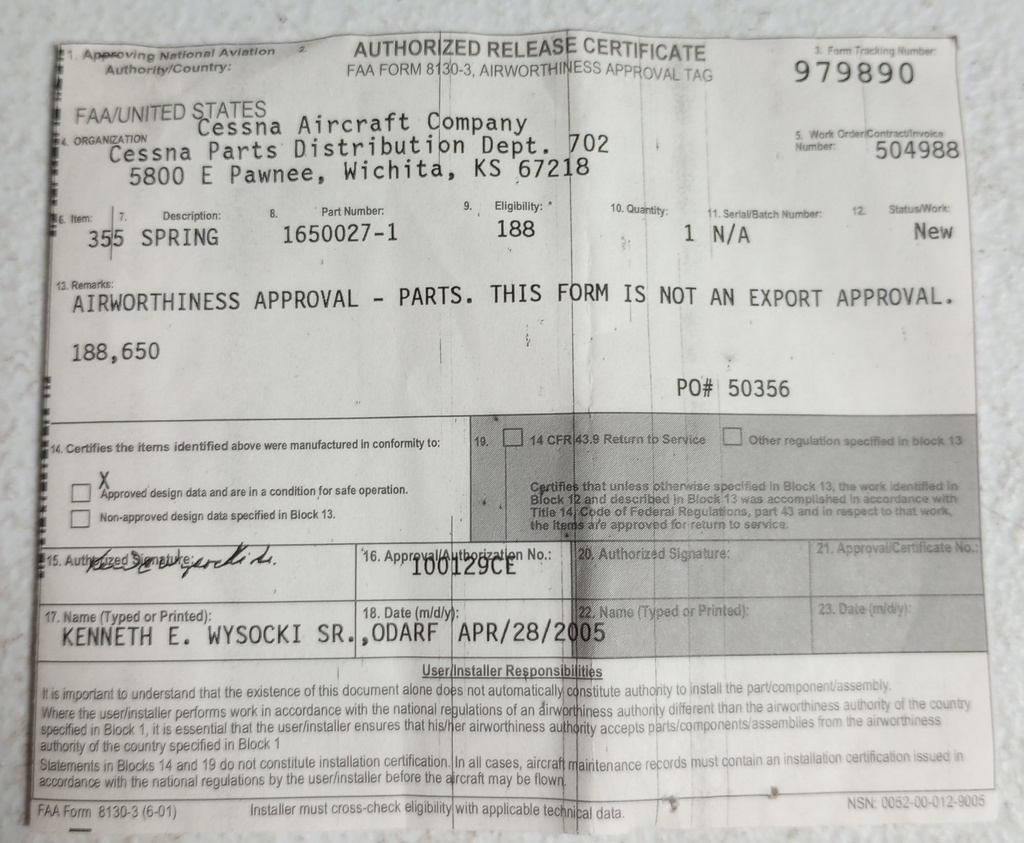 1. Approving National Aviation Authority/Country:
2.
AUTHORIZED RELEASE CERTIFICATE
FAA FORM 8130-3, AIRWORTHINESS APPROVAL TAG
3. Form Tracking Number:
979890
FAA/UNITED STATES
4. ORGANIZATION
Cessna Aircraft Company
Cessna Parts Distribution Dept. 702
5800 E Pawnee, Wichita, KS 67218
5. Work Order/Contract/Invoice
Number: 504988
6. Item: 7. Description: 8. Part Number: 9. Eligibility: * 10. Quantity: 11. Serial/Batch Number: 12. Status/Work:
355 SPRING 1650027-1 188 1 N/A New
13. Remarks:
AIRWORTHINESS APPROVAL - PARTS. THIS FORM IS NOT AN EXPORT APPROVAL.
188,650
PO# 50356
14. Certifies the items identified above were manufactured in conformity to:
X
Approved design data and are in a condition for safe operation.
Non-approved design data specified in Block 13.
19. 14 CFR 43.9 Return to Service Other regulation specified in block 13
Certifies that unless otherwise specified in Block 13, the work identified in
Block 12 and described in Block 13 was accomplished in accordance with
Title 14, Code of Federal Regulations, part 43 and in respect to that work,
the items are approved for return to service.
15. Authorized Signature:
16. Approval/Authorization No.:
100129CE
20. Authorized Signature:
21. Approval/Certificate No.:
17. Name (Typed or Printed):
KENNETH E. WYSOCKI SR.,ODARF
18. Date (m/d/y):
APR/28/2005
22. Name (Typed or Printed):
23. Date (m/d/y):
User/Installer Responsibilities
It is important to understand that the existence of this document alone does not automatically constitute authority to install the part/component/assembly.
Where the user/installer performs work in accordance with the national regulations of an airworthiness authority different than the airworthiness authority of the country
specified in Block 1, it is essential that the user/installer ensures that his/her airworthiness authority accepts parts/components/assemblies from the airworthiness
authority of the country specified in Block 1
Statements in Blocks 14 and 19 do not constitute installation certification. In all cases, aircraft maintenance records must contain an installation certification issued in
accordance with the national regulations by the user/installer before the aircraft may be flown.
FAA Form 8130-3 (6-01)
Installer must cross-check eligibility with applicable technical data.
NSN: 0052-00-012-9005